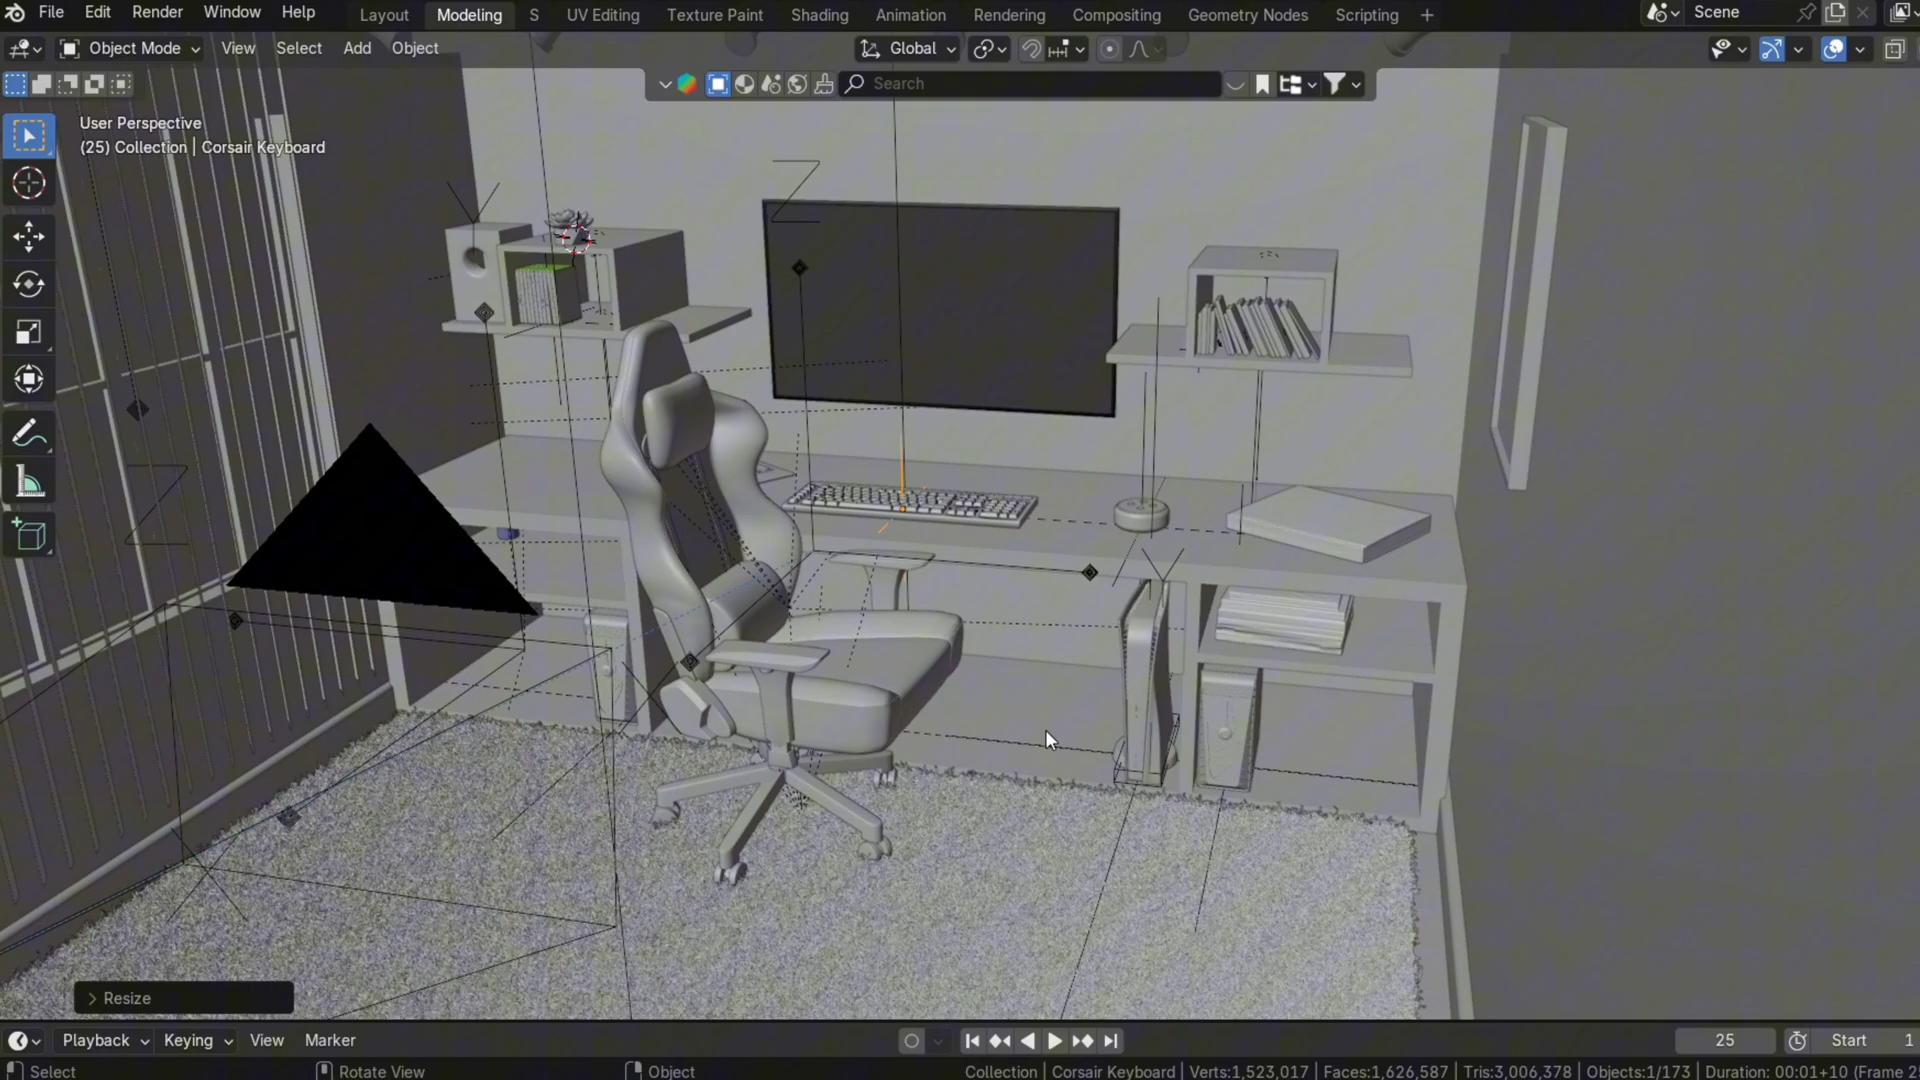 File Edit Render Window Help Layout Modeling S UV Editing Texture Paint Shading Animation Rendering Compositing Geometry Nodes Scripting + Scene
Object Mode View Select Add Object Global
Search
User Perspective
(25) Collection | Corsair Keyboard
Resize
Playback Keying View Marker 25 Start 1
Select Rotate View Object Collection | Corsair Keyboard | Verts:1,523,017 | Faces:1,626,587 | Tris:3,006,378 | Objects:1/173 | Duration: 00:01+10 (Frame 2